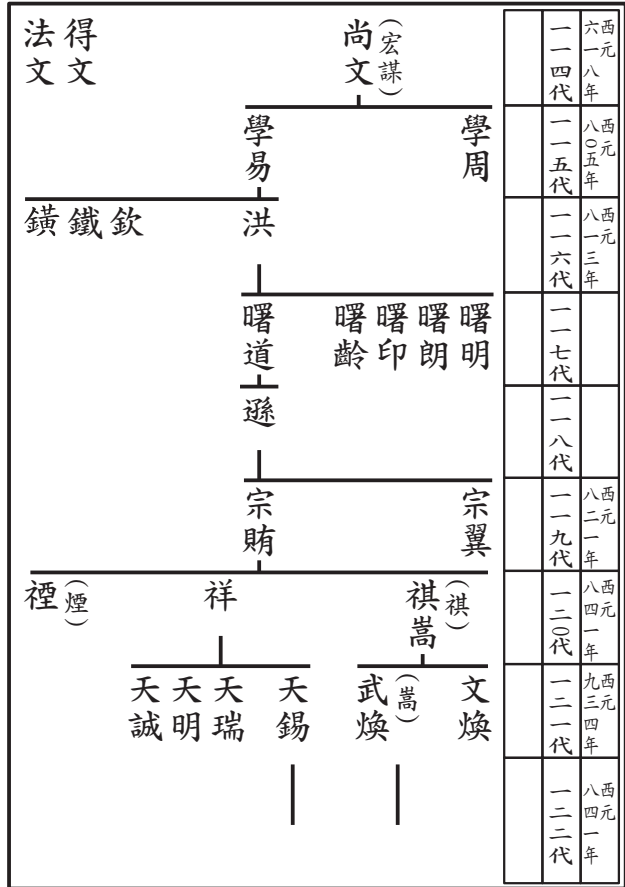 西元六一八年
一一四代
(宏謀)
尚文
得文
法文
西元八0五年
一一五代
學周
學易
西元八一三年
一一六代
洪
欽
鐵
鐄
一一七代
曙明
曙朗
曙印
曙齡
曙道
一一八代
遜
西元八二一年
一一九代
宗翼
宗賄
西元八四一年
一二0代
(祺)
祺嵩
祥
(煙)
禋
西元九三四年
一二一代
文煥
(嵩)
武煥
天錫
天瑞
天明
天誠
西元八四一年
一二二代